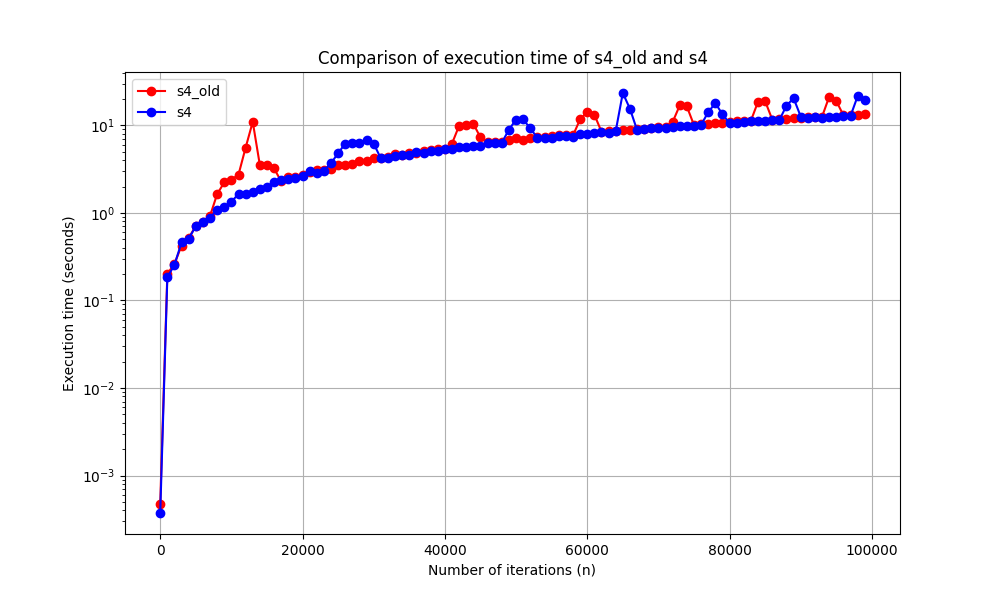 Comparison of execution time of s4_old and s4
s4_old
s4
Execution time (seconds)
10¹
10⁰
10⁻¹
10⁻²
10⁻³
0 20000 40000 60000 80000 100000
Number of iterations (n)